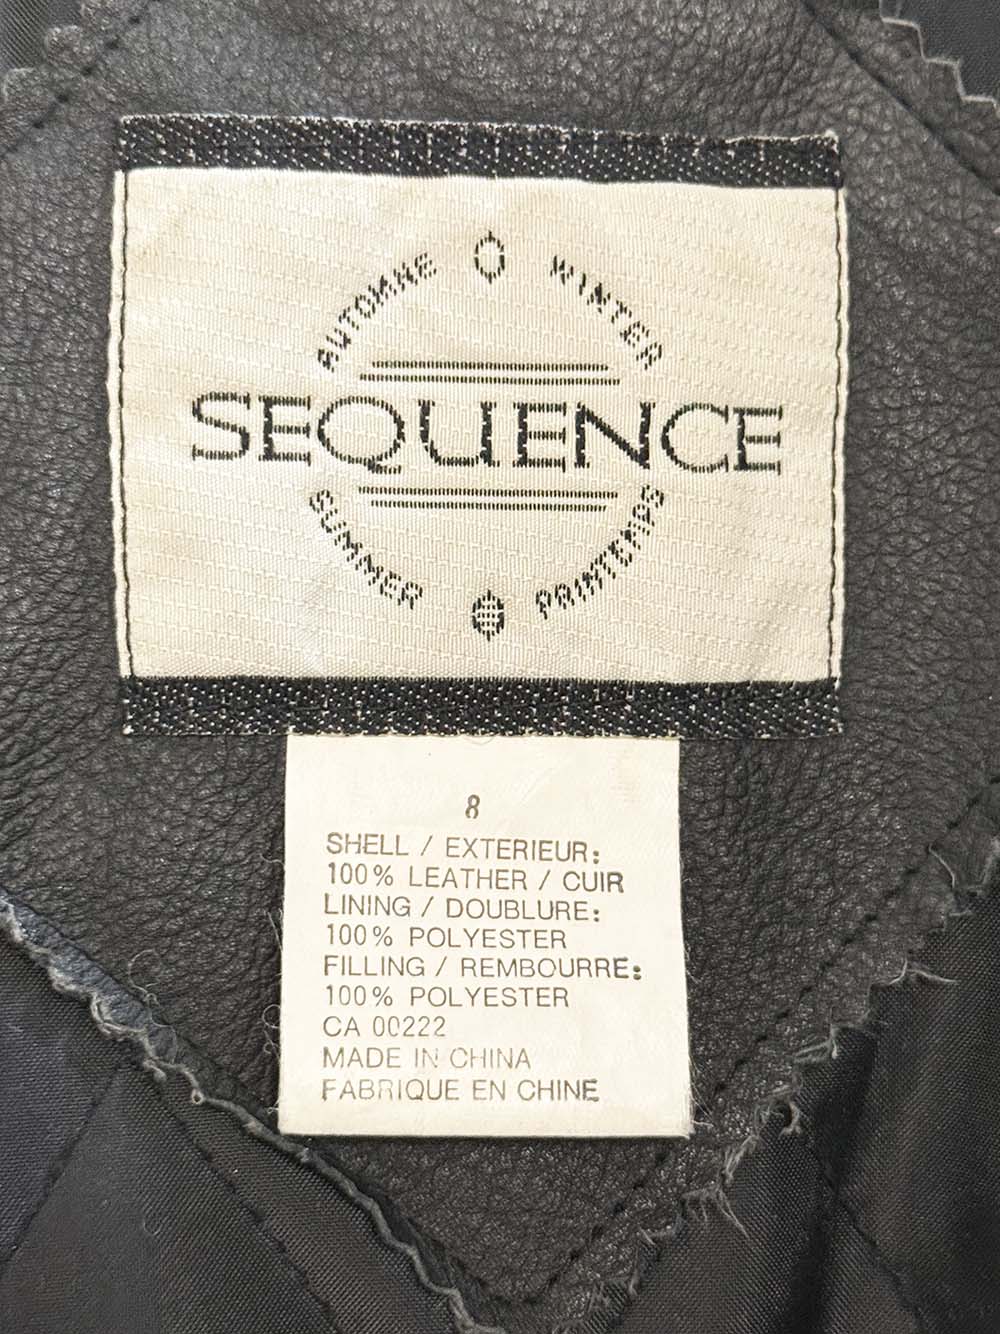 AUTOMNE WINTER
SEQUENCE
SUMMER PRINTEMPS
8
SHELL / EXTERIEUR:
100% LEATHER / CUIR
LINING / DOUBLURE:
100% POLYESTER
FILLING / REMBOURRE:
100% POLYESTER
CA 00222
MADE IN CHINA
FABRIQUE EN CHINE